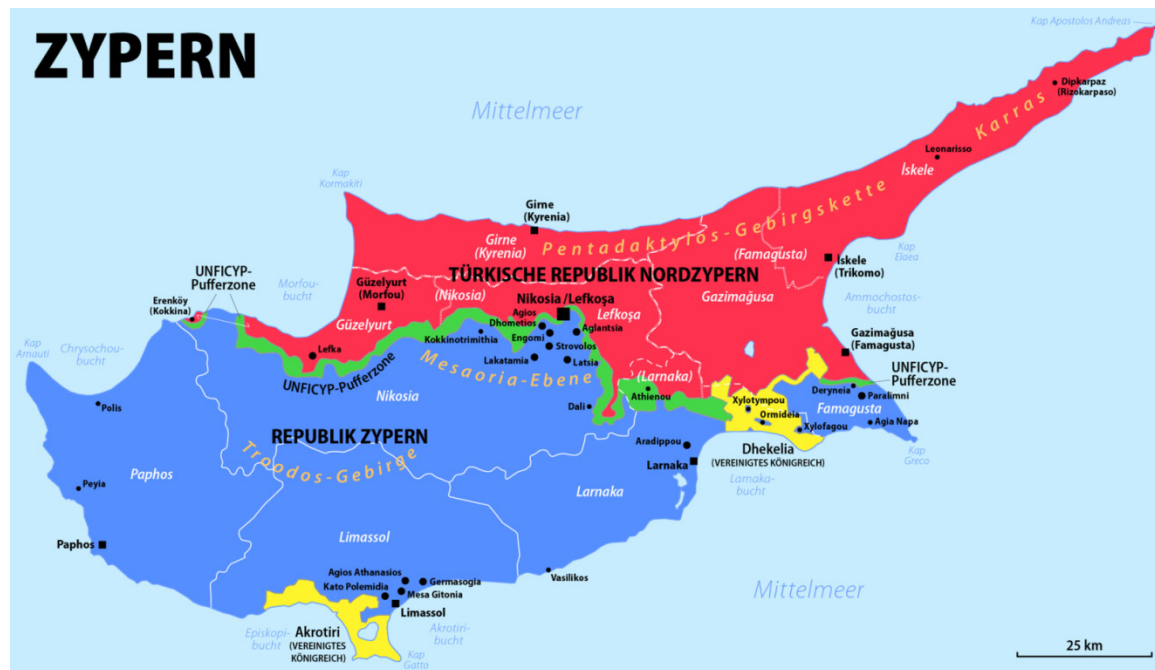 ZYPERN
Kap Apostolos Andreas
Mittelmeer
Dipkarpaz
(Rizokarpaso)
Karras
Leonarisso
İskele
Kap
Kormakiti
Girne
(Kyrenia)
Girne
(Kyrenia)
Pentadaktylos-Gebirgskette
(Famagusta)
Kap
Elaea
İskele
(Trikomo)
UNFICYP-
Pufferzone
Morfou-
bucht
TÜRKISCHE REPUBLIK NORDZYPERN
Güzelyurt
(Morfou)
(Nikosia)
Nikosia/Lefkoşa
Gazimağusa
Ammochostos-
bucht
Erenköy
(Kokkina)
Güzelyurt
Agios
Dhometios
Lefkoşa
Aglantsia
Kokkinotrimithia
Engomi
Strovolos
Kap
Arnauti
Chrysochou-
bucht
Lefka
Lakatamia
Latsia
Gazimağusa
(Famagusta)
UNFICYP-Pufferzone
Mesaoria-Ebene
(Larnaka)
UNFICYP-
Pufferzone
Nikosia
Athienou
Deryneia
Paralimni
Polis
Dali
Xylotympou
Famagusta
Ormideia
Xylofagou
Agia Napa
REPUBLIK ZYPERN
Aradippou
Dhekelia
(VEREINIGTES KÖNIGREICH)
Kap
Greco
Troodos-Gebirge
Larnaka
Paphos
Larnaka-
bucht
Peyia
Larnaka
Limassol
Paphos
Agios Athanasios
Germasogia
Vasilikos
Kato Polemidia
Mesa Gitonia
Mittelmeer
Limassol
Episkopi-
bucht
Akrotiri
(VEREINIGTES
KÖNIGREICH)
Akrotiri-
bucht
Kap
Gatta
25 km